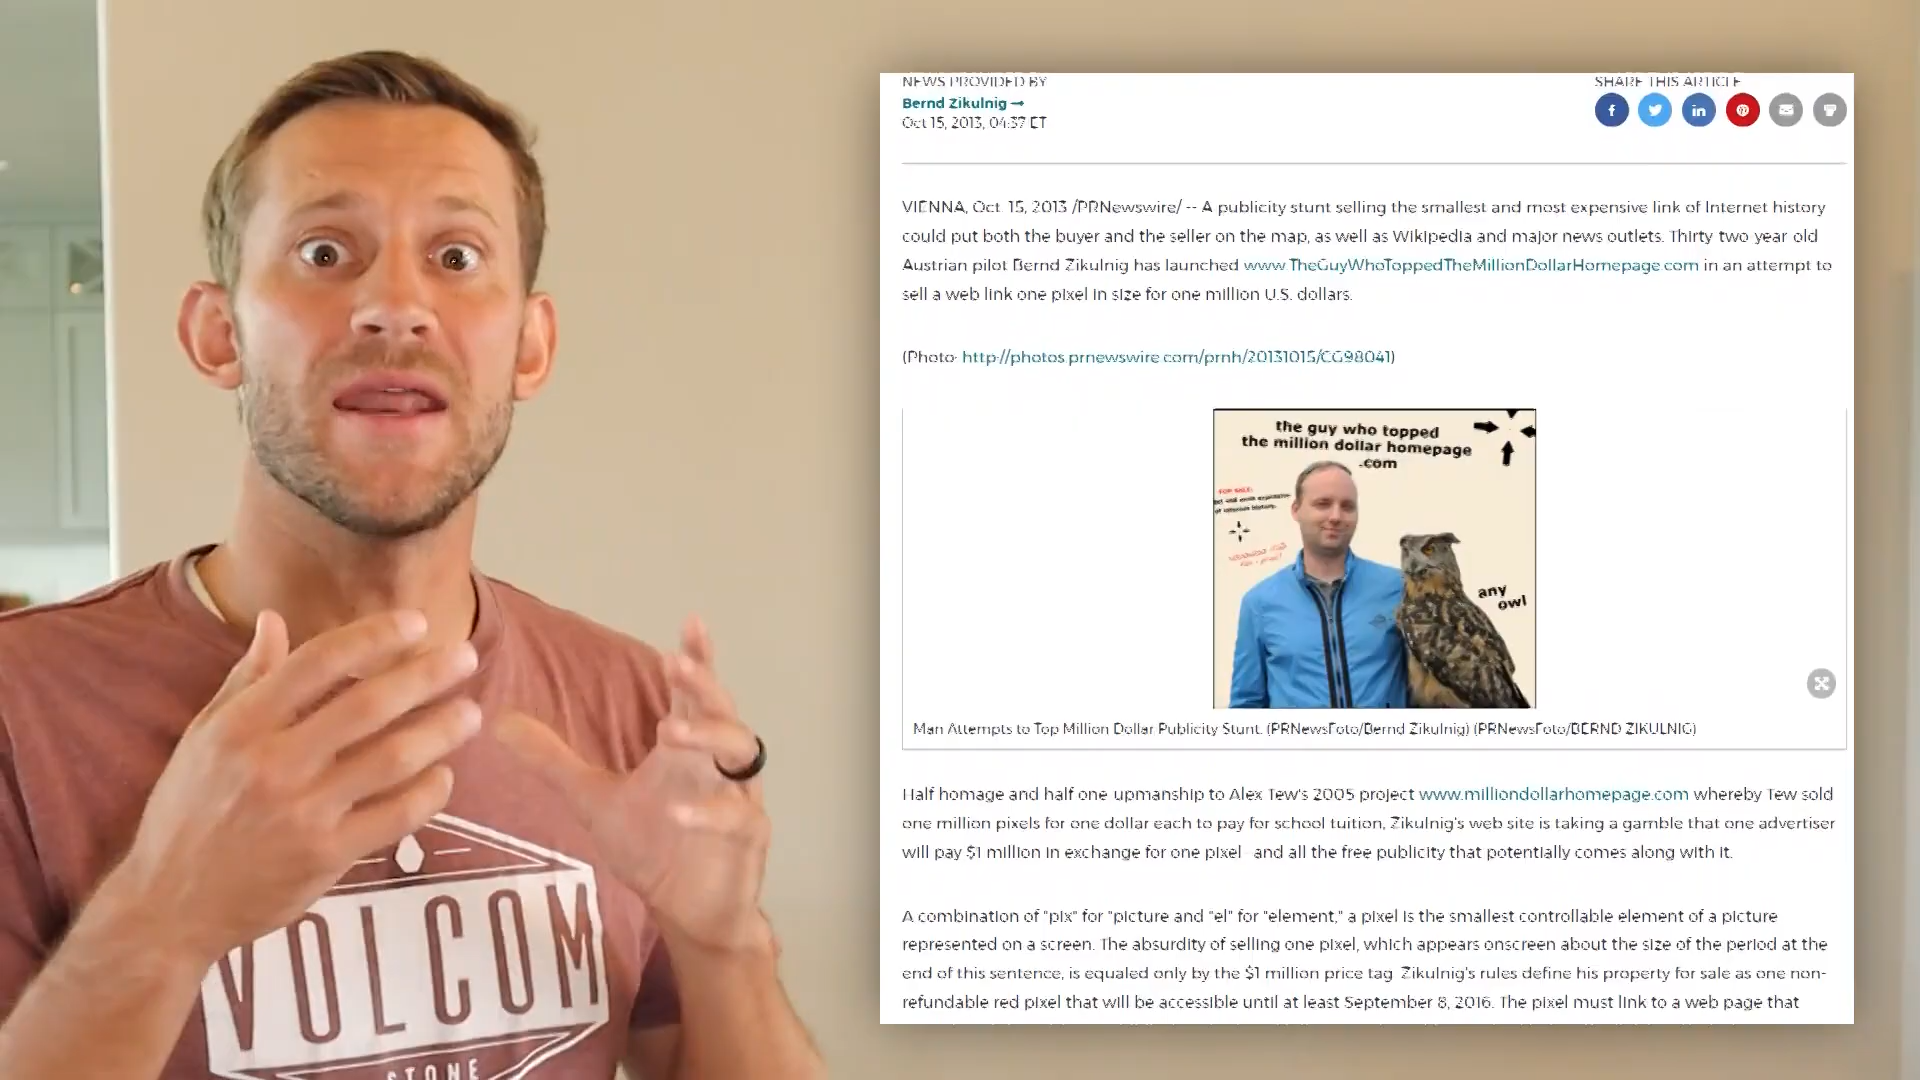 NEWS PROVIDED BY
Bernd Zikulnig →
Oct 15, 2013, 04:37 ET
SHARE THIS ARTICLE
VIENNA, Oct. 15, 2013 /PRNewswire/ -- A publicity stunt selling the smallest and most expensive link of Internet history
could put both the buyer and the seller on the map, as well as Wikipedia and major news outlets. Thirty two year old
Austrian pilot Bernd Zikulnig has launched www.TheGuyWhoToppedTheMillionDollarHomepage.com in an attempt to
sell a web link one pixel in size for one million U.S. dollars.
(Photo: http://photos.prnewswire.com/prnh/20131015/CG98041)
the guy who topped
the million dollar homepage
.com
FOR SALE:
of internet history.
any
owl
Man Attempts to Top Million Dollar Publicity Stunt. (PRNewsFoto/Bernd Zikulnig) (PRNewsFoto/BERND ZIKULNIG)
Half homage and half one-upmanship to Alex Tew's 2005 project www.milliondollarhomepage.com whereby Tew sold
one million pixels for one dollar each to pay for school tuition, Zikulnig's web site is taking a gamble that one advertiser
will pay $1 million in exchange for one pixel - and all the free publicity that potentially comes along with it.
A combination of "pix" for "picture and "el" for "element," a pixel is the smallest controllable element of a picture
represented on a screen. The absurdity of selling one pixel, which appears onscreen about the size of the period at the
end of this sentence, is equaled only by the $1 million price tag. Zikulnig's rules define his property for sale as one non-
refundable red pixel that will be accessible until at least September 8, 2016. The pixel must link to a web page that
VOLCOM
STONE